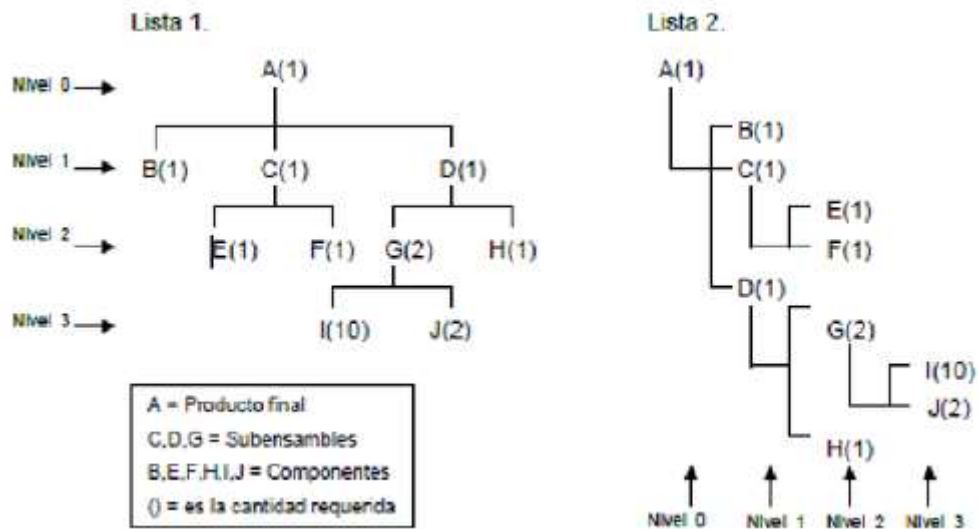 Lista 1.
Nivel 0
A(1)
Nivel 1
B(1) C(1) D(1)
Nivel 2
E(1) F(1) G(2) H(1)
Nivel 3
I(10) J(2)
A = Producto final
C,D,G = Subensambles
B,E,F,H,I,J = Componentes
() = es la cantidad requerida
Lista 2.
A(1)
B(1)
C(1)
E(1)
F(1)
D(1)
G(2)
I(10)
J(2)
H(1)
Nivel 0 Nivel 1 Nivel 2 Nivel 3